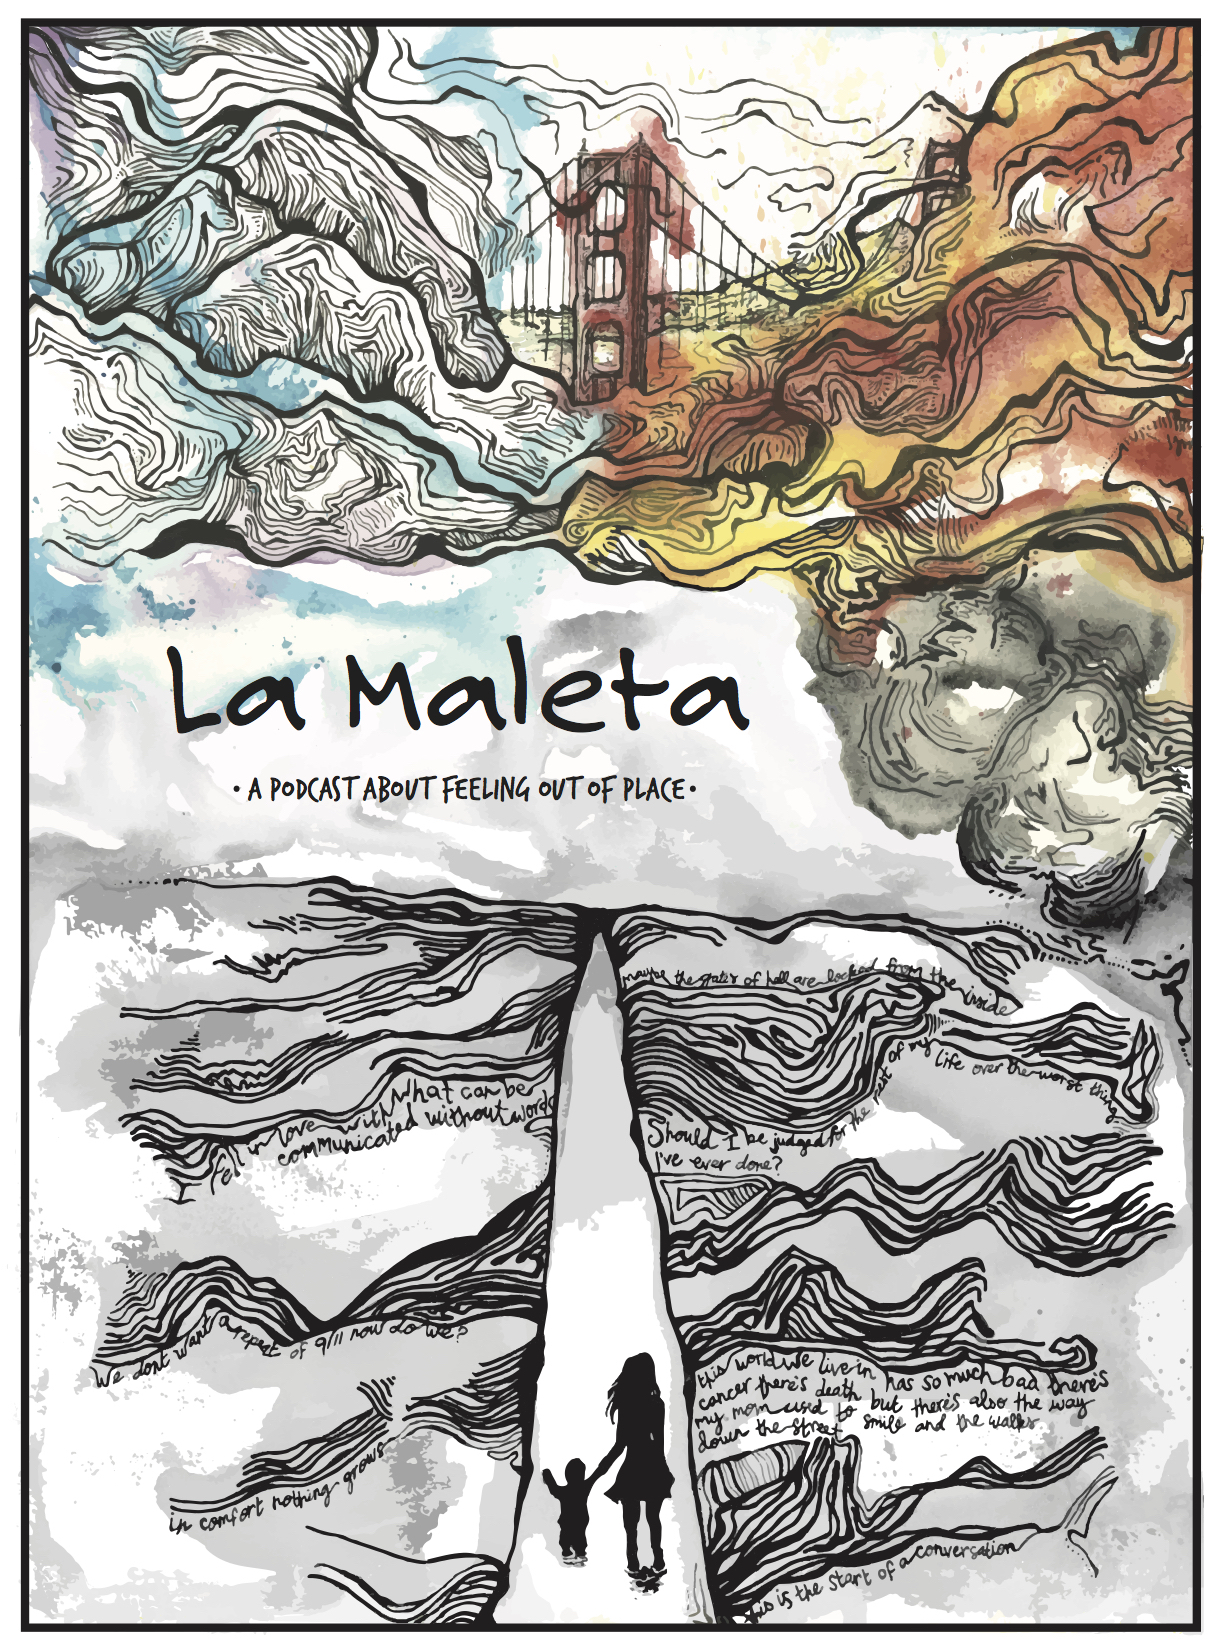 La Maleta
• A PODCAST ABOUT FEELING OUT OF PLACE •
maybe the gates of hell are locked from the inside
I fell in love with what can be
communicated without words
Should I be judged for the rest of my life over the worst thing
I've ever done?
We dont want a repeat of 9/11 now do we?
this world we live in has so much bad there's
cancer there's death but there's also the way
my mom used to smile and the walks
down the street
in comfort nothing grows
this is the start of a conversation